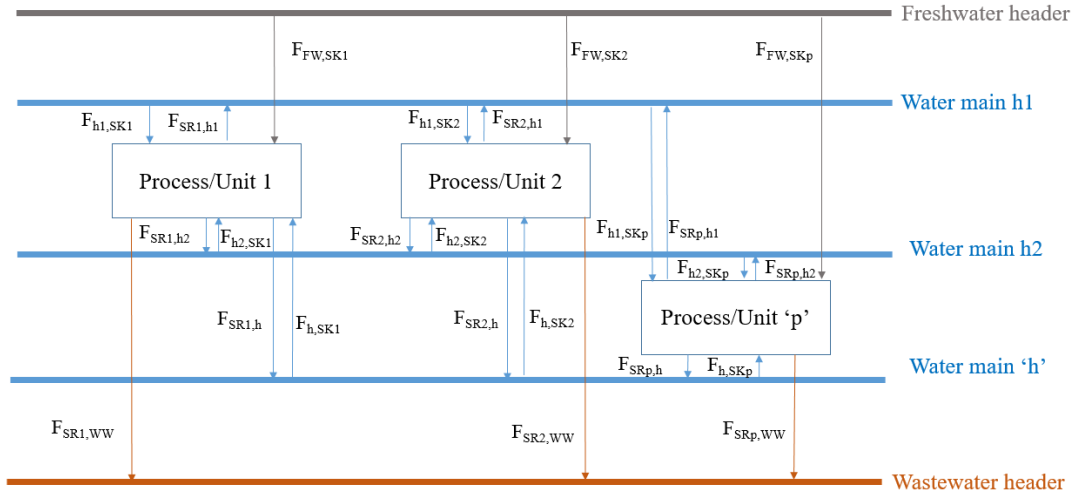 Freshwater header
F_FW,SK1
F_FW,SK2
F_FW,SKp
Water main h1
F_h1,SK1
F_SR1,h1
F_h1,SK2
F_SR2,h1
Process/Unit 1
Process/Unit 2
F_SR1,h2
F_h2,SK1
F_SR2,h2
F_h2,SK2
F_h1,SKp
F_SRp,h1
Water main h2
F_h2,SKp
F_SRp,h2
F_SR1,h
F_h,SK1
F_SR2,h
F_h,SK2
Process/Unit ‘p’
F_SRp,h
F_h,SKp
Water main ‘h’
F_SR1,WW
F_SR2,WW
F_SRp,WW
Wastewater header